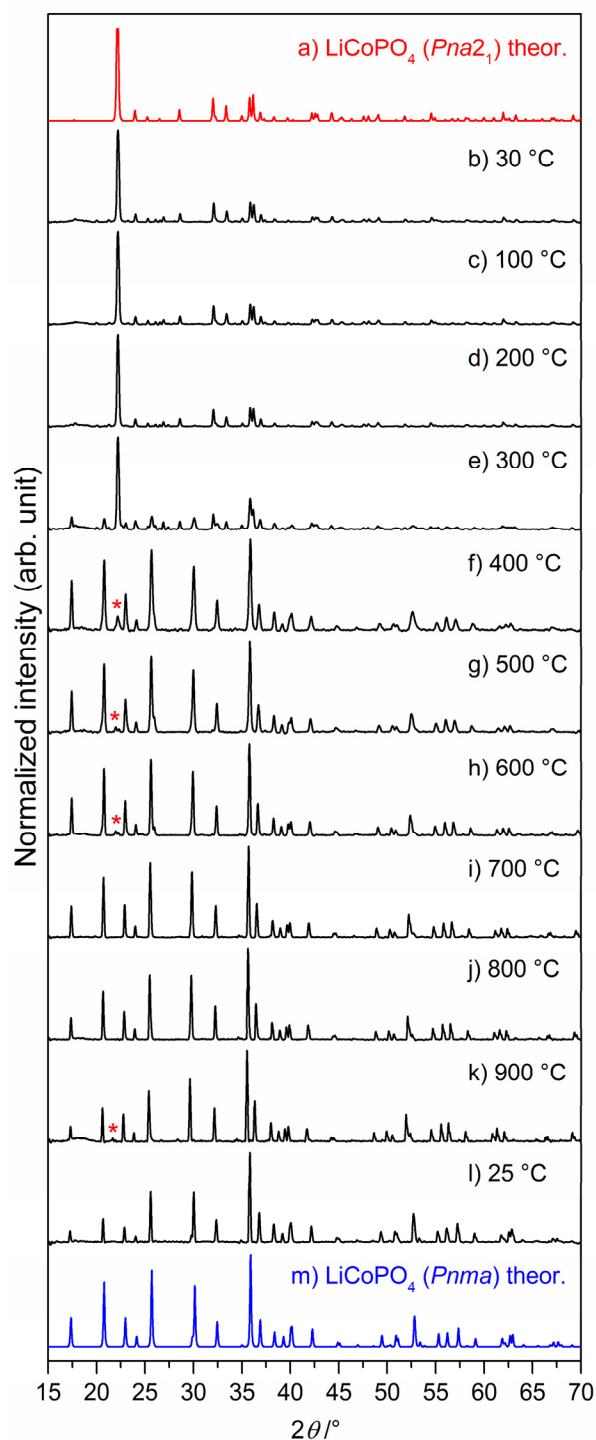 a) LiCoPO₄ (Pna2₁) theor.
b) 30 °C
c) 100 °C
d) 200 °C
e) 300 °C
f) 400 °C
*
g) 500 °C
*
h) 600 °C
*
i) 700 °C
j) 800 °C
k) 900 °C
*
l) 25 °C
m) LiCoPO₄ (Pnma) theor.
Normalized intensity (arb. unit)
15 20 25 30 35 40 45 50 55 60 65 70
2θ/°